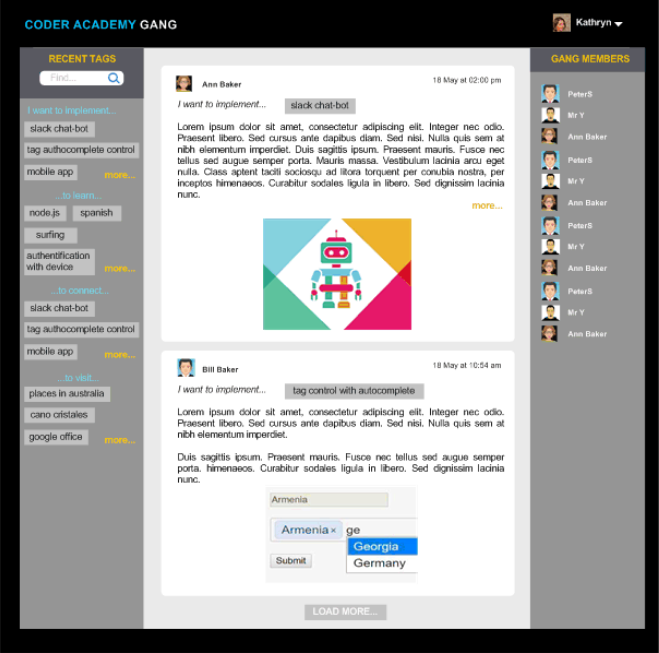 CODER ACADEMY GANG
Kathryn
RECENT TAGS
Find...
I want to implement...
slack chat-bot
tag authocomplete control
mobile app
more...
...to learn...
node.js
spanish
surfing
authentification
with device
more...
...to connect...
slack chat-bot
tag authocomplete control
mobile app
more...
...to visit...
places in australia
cano cristales
google office
more...
Ann Baker
18 May at 02:00 pm
I want to implement...
slack chat-bot
Lorem ipsum dolor sit amet, consectetur adipiscing elit. Integer nec odio.
Praesent libero. Sed cursus ante dapibus diam. Sed nisi. Nulla quis sem at
nibh elementum imperdiet. Duis sagittis ipsum. Praesent mauris. Fusce nec
tellus sed augue semper porta. Mauris massa. Vestibulum lacinia arcu eget
nulla. Class aptent taciti sociosqu ad litora torquent per conubia nostra, per
inceptos himenaeos. Curabitur sodales ligula in libero. Sed dignissim lacinia
nunc.
more...
Bill Baker
18 May at 10:54 am
I want to implement...
tag control with autocomplete
Lorem ipsum dolor sit amet, consectetur adipiscing elit. Integer nec odio.
Praesent libero. Sed cursus ante dapibus diam. Sed nisi. Nulla quis sem at
nibh elementum imperdiet.
Duis sagittis ipsum. Praesent mauris. Fusce nec tellus sed augue semper
porta. himenaeos. Curabitur sodales ligula in libero. Sed dignissim lacinia
nunc.
Armenia
Armenia × ge
Georgia
Germany
Submit
LOAD MORE...
GANG MEMBERS
PeterS
Mr Y
Ann Baker
PeterS
Mr Y
Ann Baker
PeterS
Mr Y
Ann Baker
PeterS
Mr Y
Ann Baker